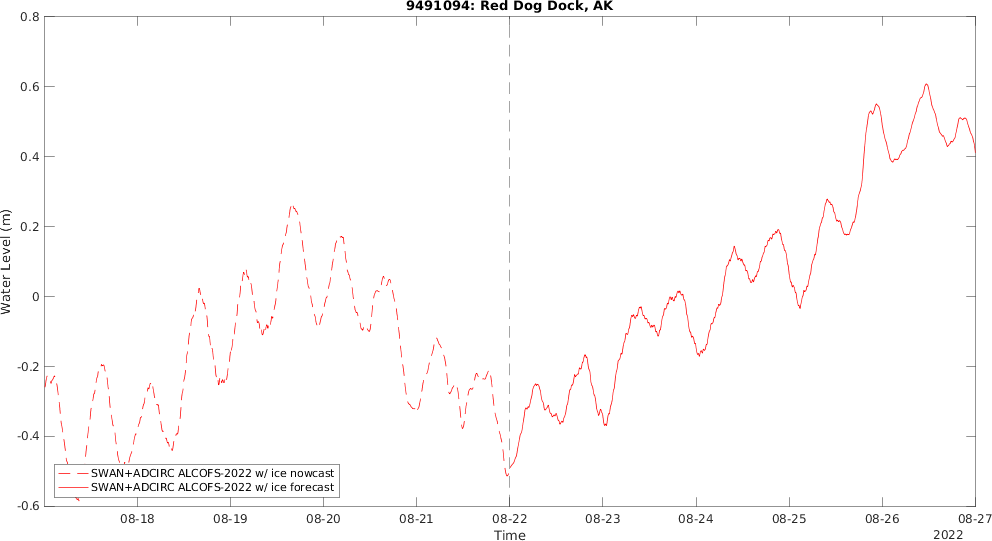 9491094: Red Dog Dock, AK
Water Level (m)
0.8
0.6
0.4
0.2
0
-0.2
-0.4
-0.6
SWAN+ADCIRC ALCOFS-2022 w/ ice nowcast
SWAN+ADCIRC ALCOFS-2022 w/ ice forecast
08-18 08-19 08-20 08-21 08-22 08-23 08-24 08-25 08-26 08-27
Time
2022